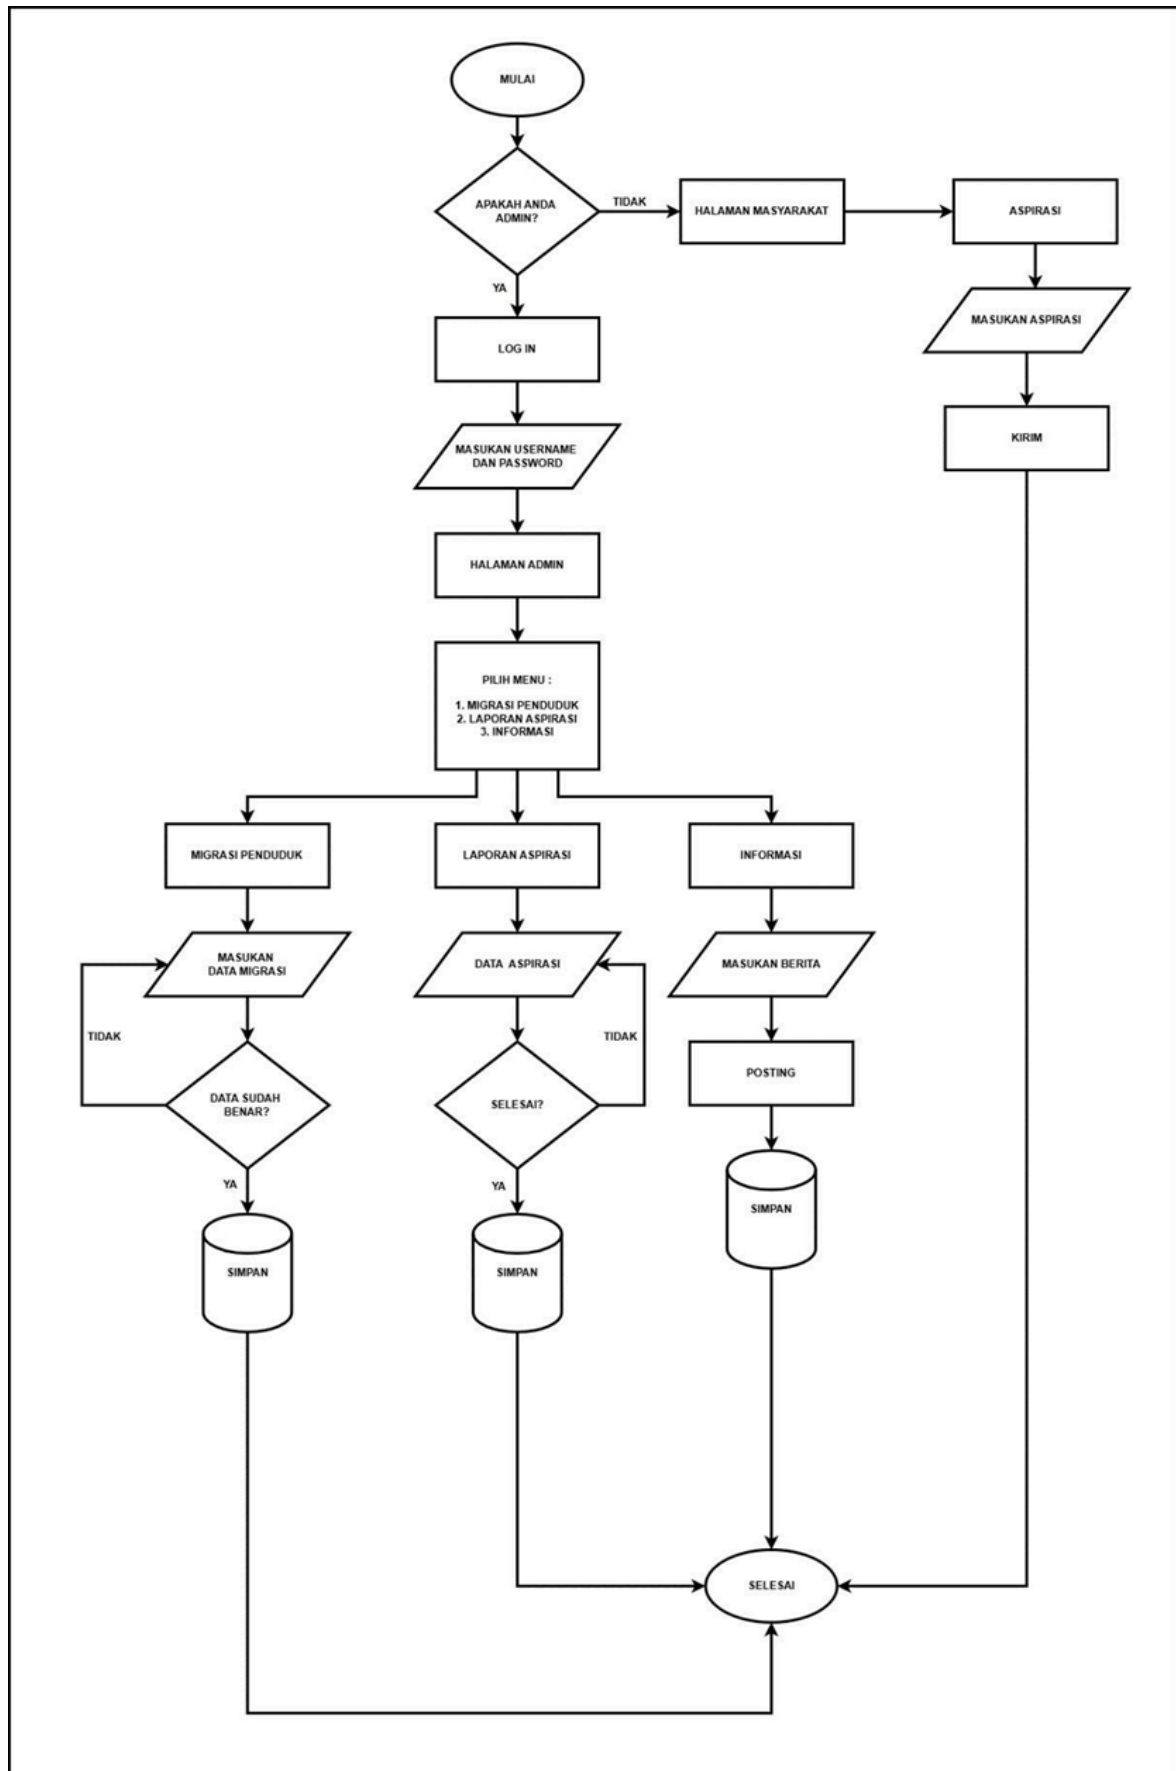 MULAI
APAKAH ANDA
ADMIN?
TIDAK
HALAMAN MASYARAKAT
ASPIRASI
YA
MASUKAN ASPIRASI
LOG IN
KIRIM
MASUKAN USERNAME
DAN PASSWORD
HALAMAN ADMIN
PILIH MENU :
1. MIGRASI PENDUDUK
2. LAPORAN ASPIRASI
3. INFORMASI
MIGRASI PENDUDUK
LAPORAN ASPIRASI
INFORMASI
MASUKAN
DATA MIGRASI
DATA ASPIRASI
MASUKAN BERITA
TIDAK
TIDAK
POSTING
DATA SUDAH
BENAR?
SELESAI?
YA
YA
SIMPAN
SIMPAN
SIMPAN
SELESAI